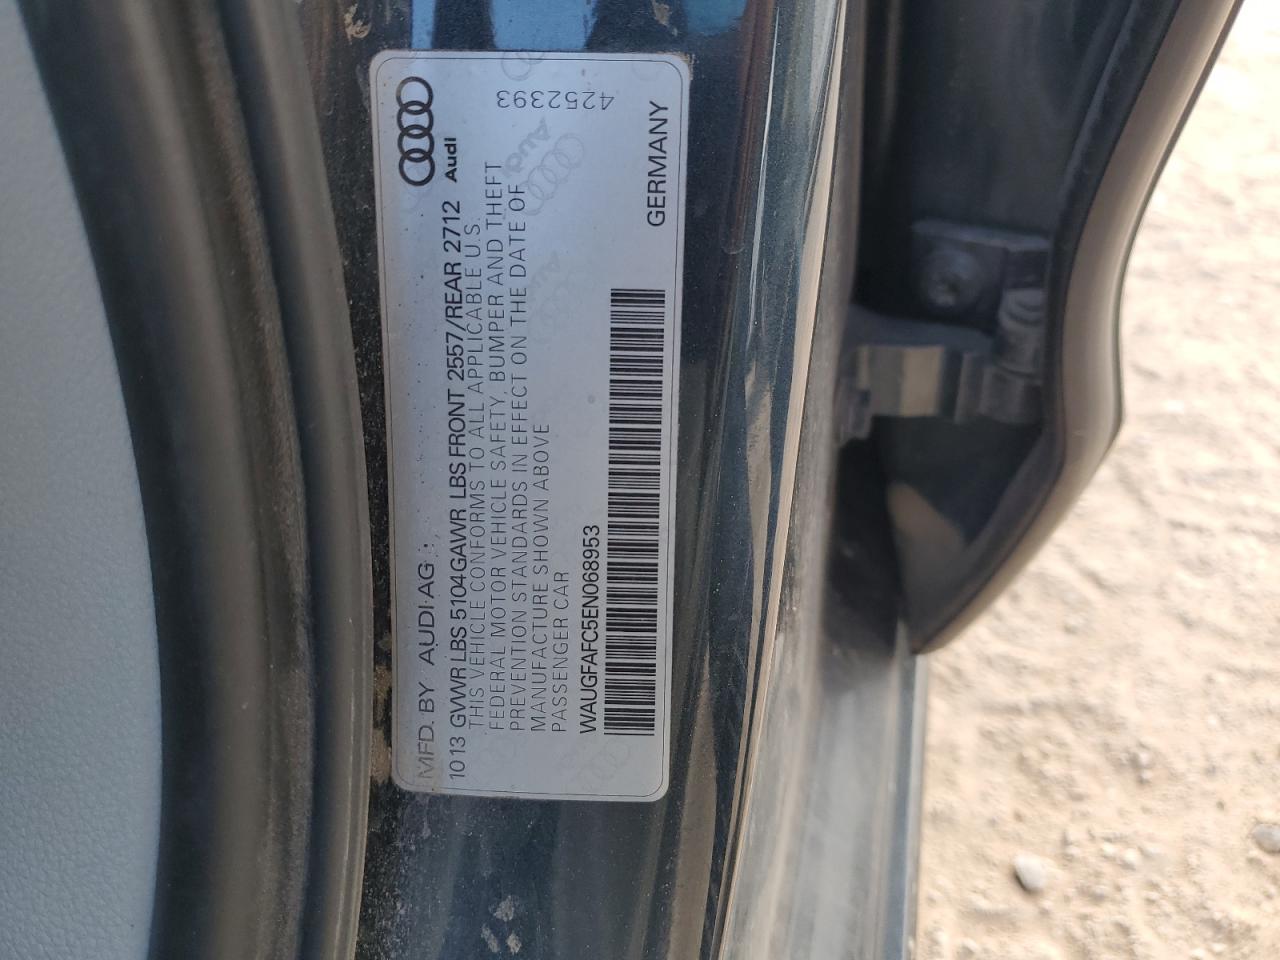 MFD. BY AUDI AG
1013 GVWR LBS 5104 GAWR LBS FRONT 2557/REAR 2712
Audi
THIS VEHICLE CONFORMS TO ALL APPLICABLE U.S.
FEDERAL MOTOR VEHICLE SAFETY, BUMPER AND THEFT
PREVENTION STANDARDS IN EFFECT ON THE DATE OF
MANUFACTURE SHOWN ABOVE
PASSENGER CAR
4252393
WAUGFAFC5EN068953
GERMANY